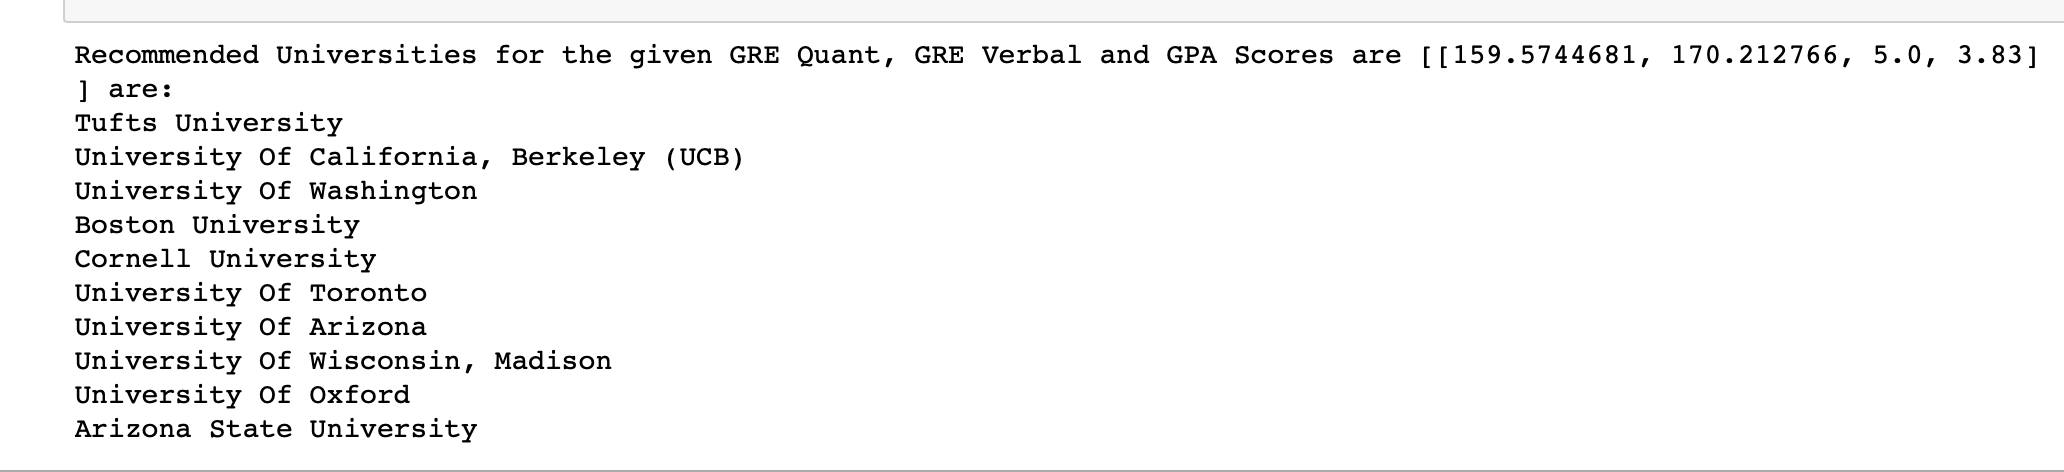 Recommended Universities for the given GRE Quant, GRE Verbal and GPA Scores are [[159.5744681, 170.212766, 5.0, 3.83]
] are:
Tufts University
University Of California, Berkeley (UCB)
University Of Washington
Boston University
Cornell University
University Of Toronto
University Of Arizona
University Of Wisconsin, Madison
University Of Oxford
Arizona State University